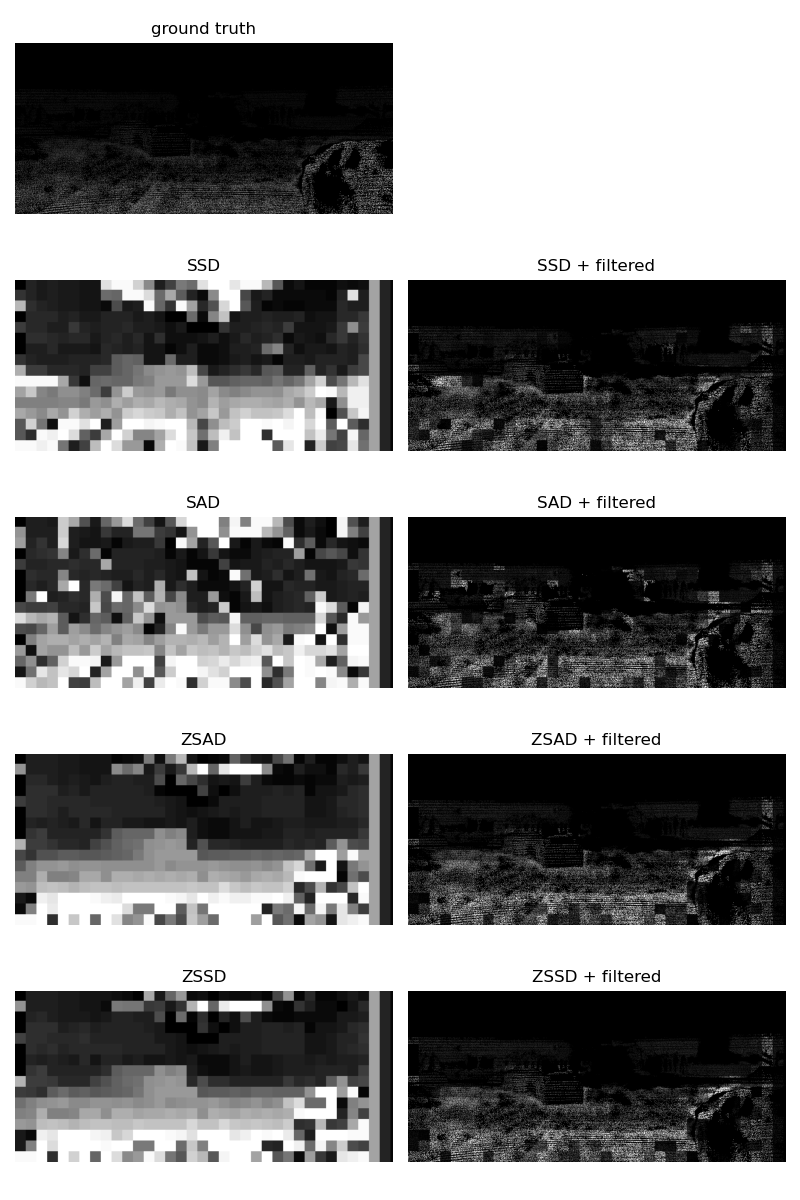 ground truth
SSD
SSD + filtered
SAD
SAD + filtered
ZSAD
ZSAD + filtered
ZSSD
ZSSD + filtered